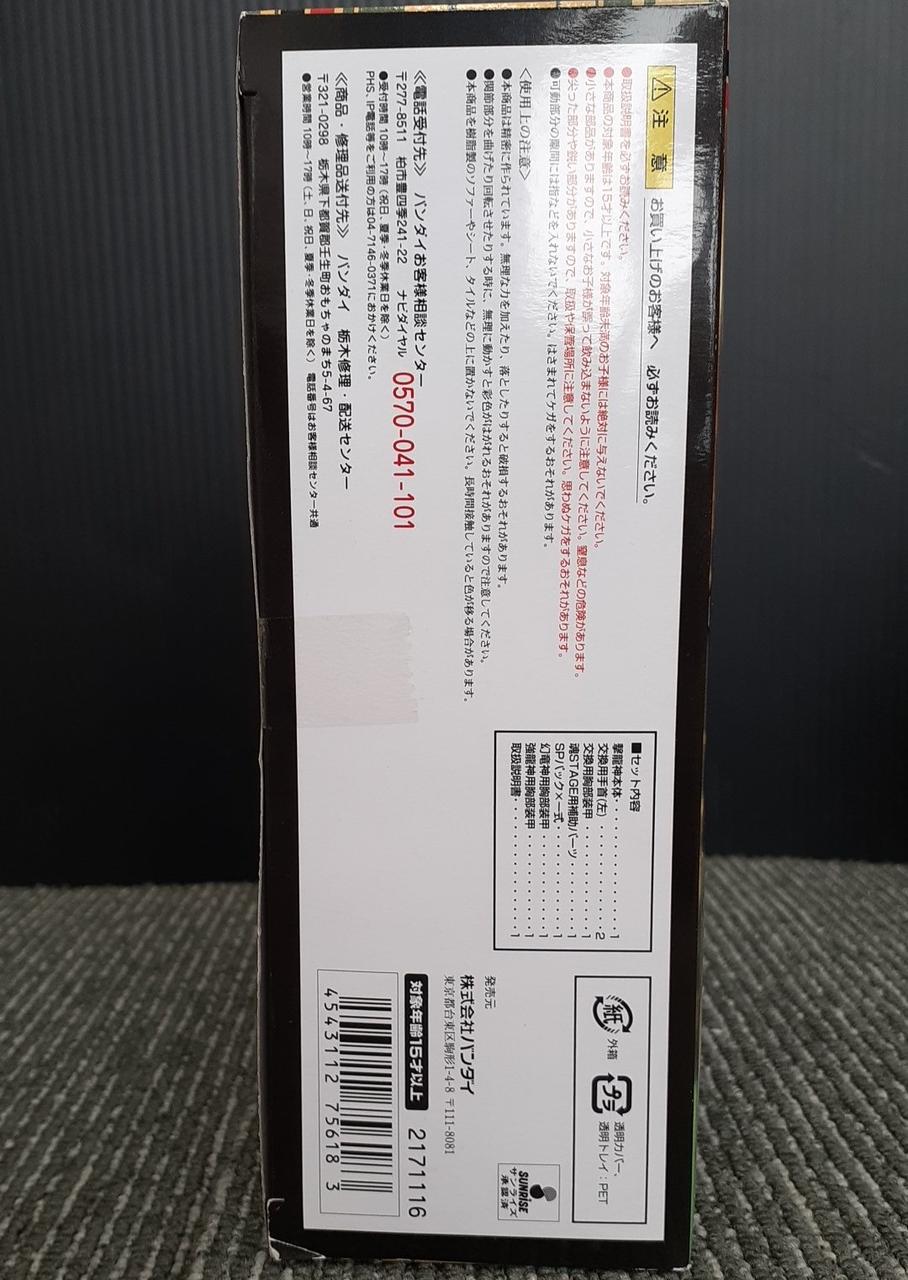 注意
お買い上げのお客様へ 必ずお読みください。
●取扱説明書を必ずお読みください。
●本商品の対象年齢は15才以上です。対象年齢未満のお子様には絶対に与えないでください。
●小さな部品がありますので、小さなお子様が誤って飲み込まないように注意してください。窒息などの危険があります。
●尖った部分や鋭い部分がありますので、取扱や保管場所に注意してください。思わぬケガをするおそれがあります。
●可動部分の隙間には指などを入れないでください。はさまれてケガをするおそれがあります。
〈使用上の注意〉
●本商品は精密に作られています。無理な力を加えたり、落としたりすると破損するおそれがあります。
●関節部分を曲げたり回転させたりする時に、無理に動かすと彩色がはがれるおそれがありますので注意してください。
●本商品を樹脂製のソファーやシート、タイルなどの上に置かないでください。長時間接触していると色が移る場合があります。
《電話受付先》 バンダイお客様相談センター
〒277-8511 柏市豊四季241-22 ナビダイヤル 0570-041-101
●受付時間 10時～17時(祝日、夏季・冬季休業日を除く)
PHS、IP電話等をご利用の方は04-7146-0371におかけください。
《商品・修理品送付先》 バンダイ 栃木修理・配送センター
〒321-0298 栃木県下都賀郡壬生町おもちゃのまち5-4-67
●営業時間 10時～17時(土、日、祝日、夏季・冬季休業日を除く) 電話番号はお客様相談センター共通
■セット内容
撃龍神本体・・・・・・・・・・1
交換用手首(左)・・・・・・・・2
交換用胸部装甲・・・・・・・・1
魂STAGE用補助パーツ・・・・・1
SPパック×一式・・・・・・・・1
幻竜神用胸部装甲・・・・・・・1
強龍神用胸部装甲・・・・・・・1
取扱説明書・・・・・・・・・・1
紙 外箱
プラ 透明カバー、
透明トレイ：PET
発売元
株式会社バンダイ
東京都台東区駒形1-4-8 〒111-8081
SUNRISE
サンライズ
承認済
対象年齢15才以上
2171116
4 543112 756183